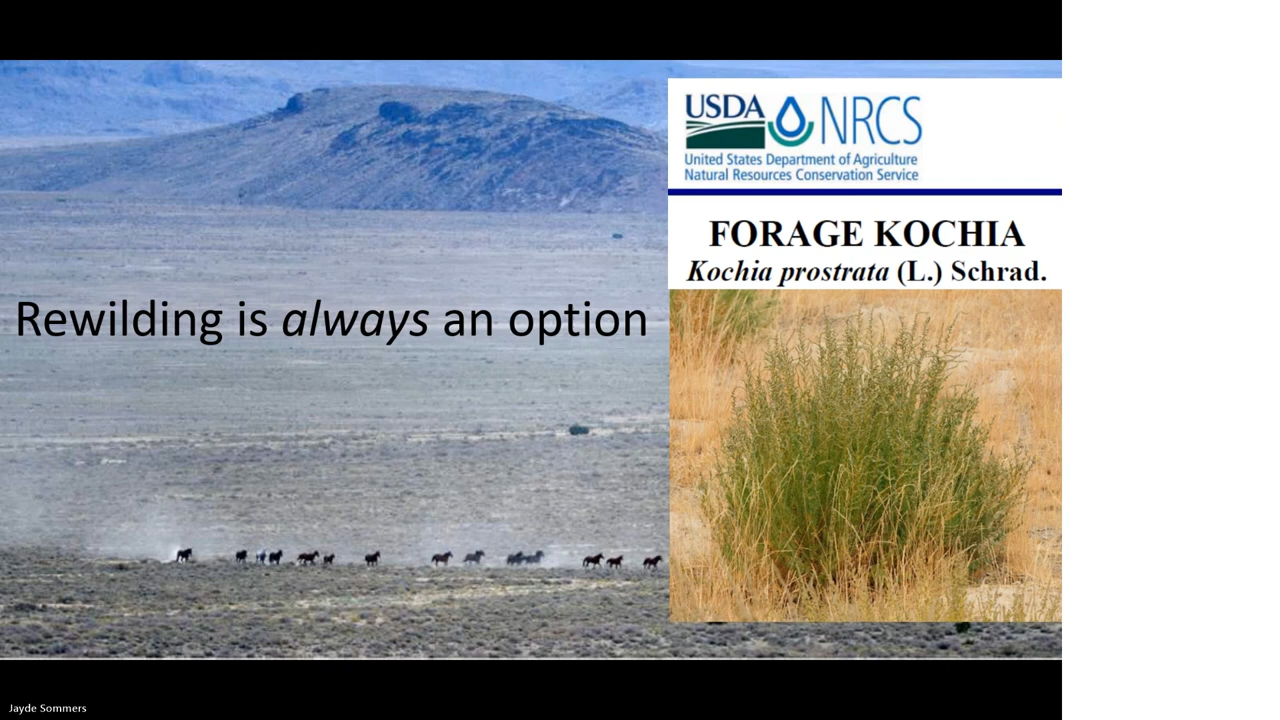 Rewilding is always an option
USDA NRCS
United States Department of Agriculture
Natural Resources Conservation Service
FORAGE KOCHIA
Kochia prostrata (L.) Schrad.
Jayde Sommers